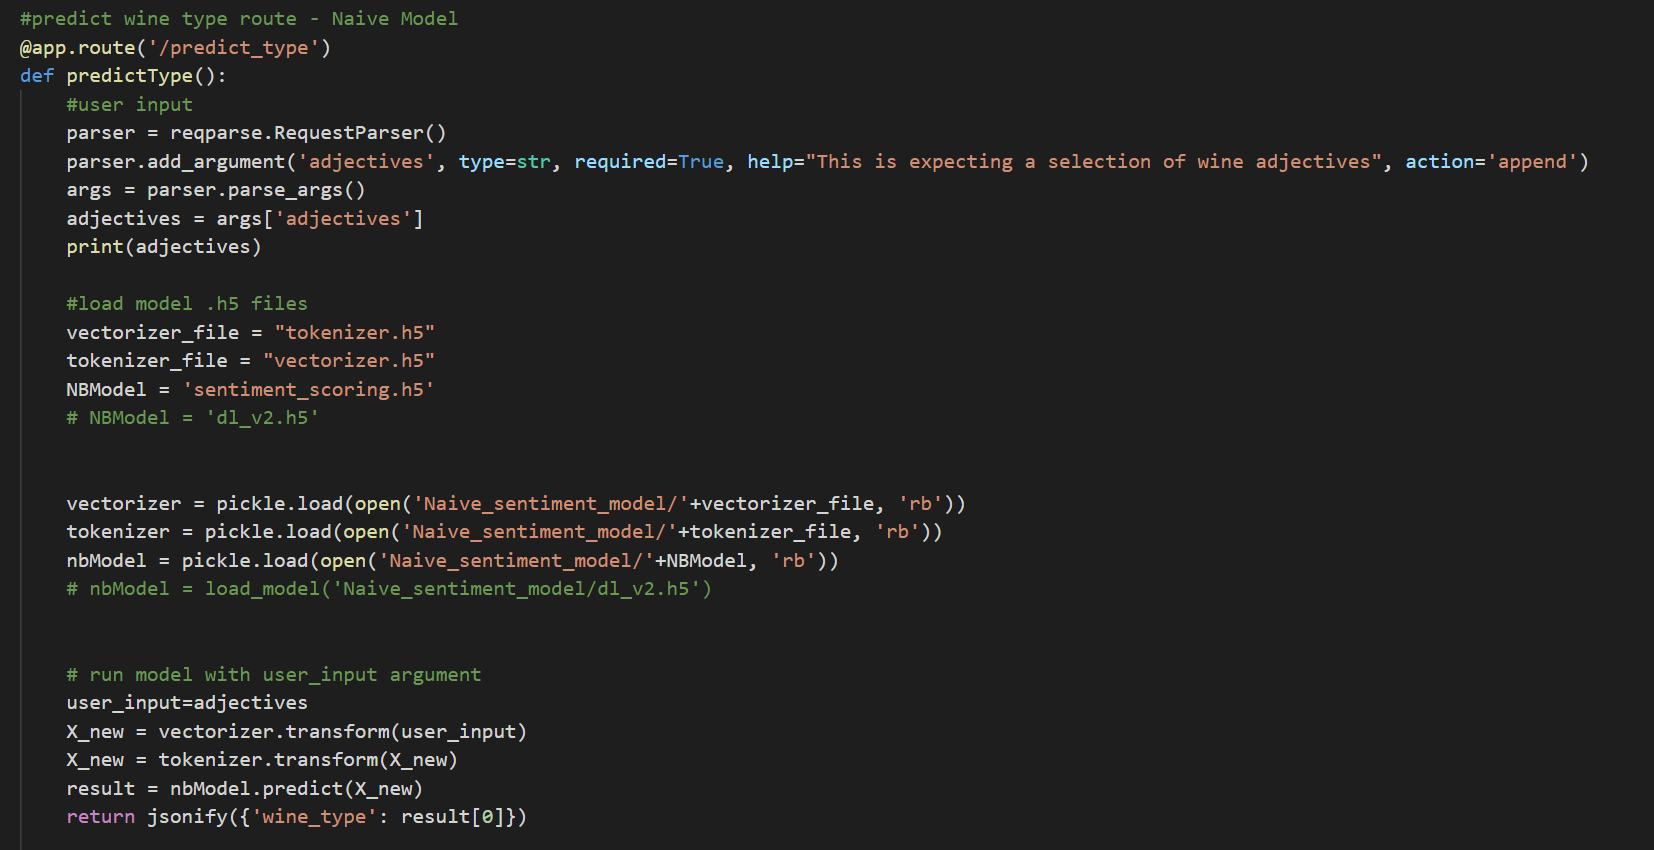 #predict wine type route - Naive Model
@app.route('/predict_type')
def predictType():
    #user input
    parser = reqparse.RequestParser()
    parser.add_argument('adjectives', type=str, required=True, help="This is expecting a selection of wine adjectives", action='append')
    args = parser.parse_args()
    adjectives = args['adjectives']
    print(adjectives)

    #load model .h5 files
    vectorizer_file = "tokenizer.h5"
    tokenizer_file = "vectorizer.h5"
    NBModel = 'sentiment_scoring.h5'
    # NBModel = 'dl_v2.h5'


    vectorizer = pickle.load(open('Naive_sentiment_model/'+vectorizer_file, 'rb'))
    tokenizer = pickle.load(open('Naive_sentiment_model/'+tokenizer_file, 'rb'))
    nbModel = pickle.load(open('Naive_sentiment_model/'+NBModel, 'rb'))
    # nbModel = load_model('Naive_sentiment_model/dl_v2.h5')


    # run model with user_input argument
    user_input=adjectives
    X_new = vectorizer.transform(user_input)
    X_new = tokenizer.transform(X_new)
    result = nbModel.predict(X_new)
    return jsonify({'wine_type': result[0]})